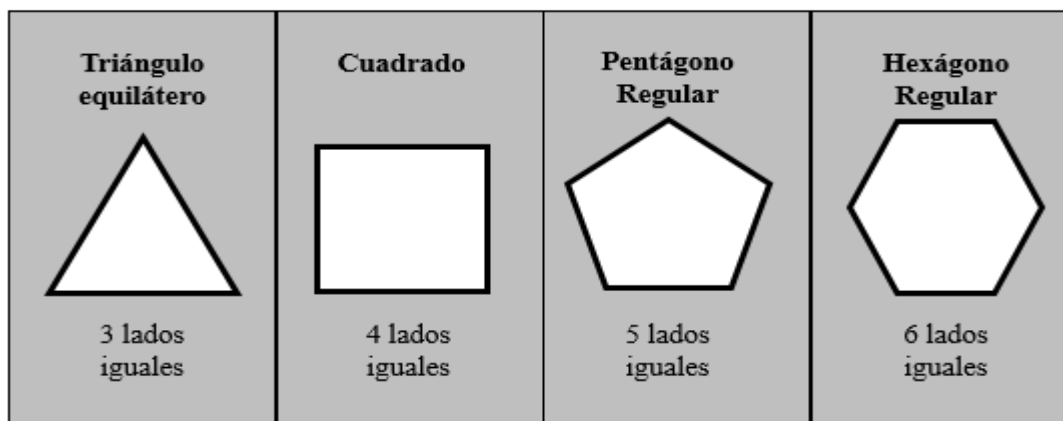 Triángulo
equilátero
3 lados
iguales
Cuadrado
4 lados
iguales
Pentágono
Regular
5 lados
iguales
Hexágono
Regular
6 lados
iguales